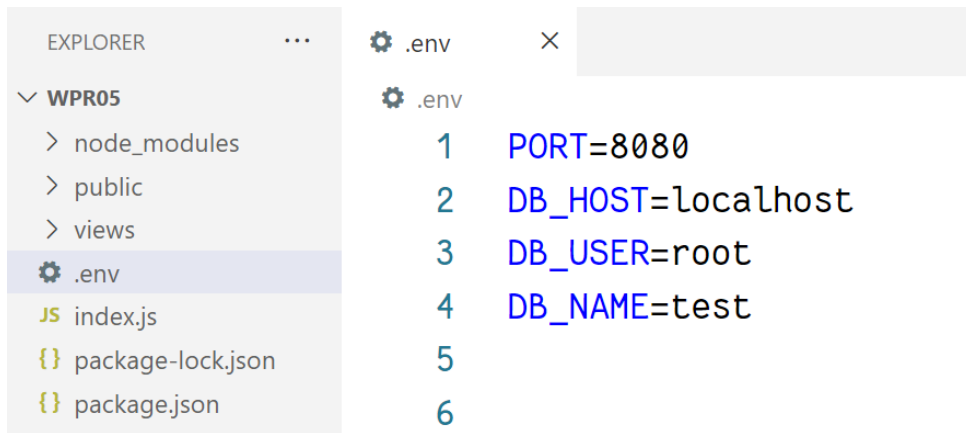 EXPLORER ...
WPR05
node_modules
public
views
.env
JS index.js
{} package-lock.json
{} package.json
.env
.env
1 PORT=8080
2 DB_HOST=localhost
3 DB_USER=root
4 DB_NAME=test
5
6